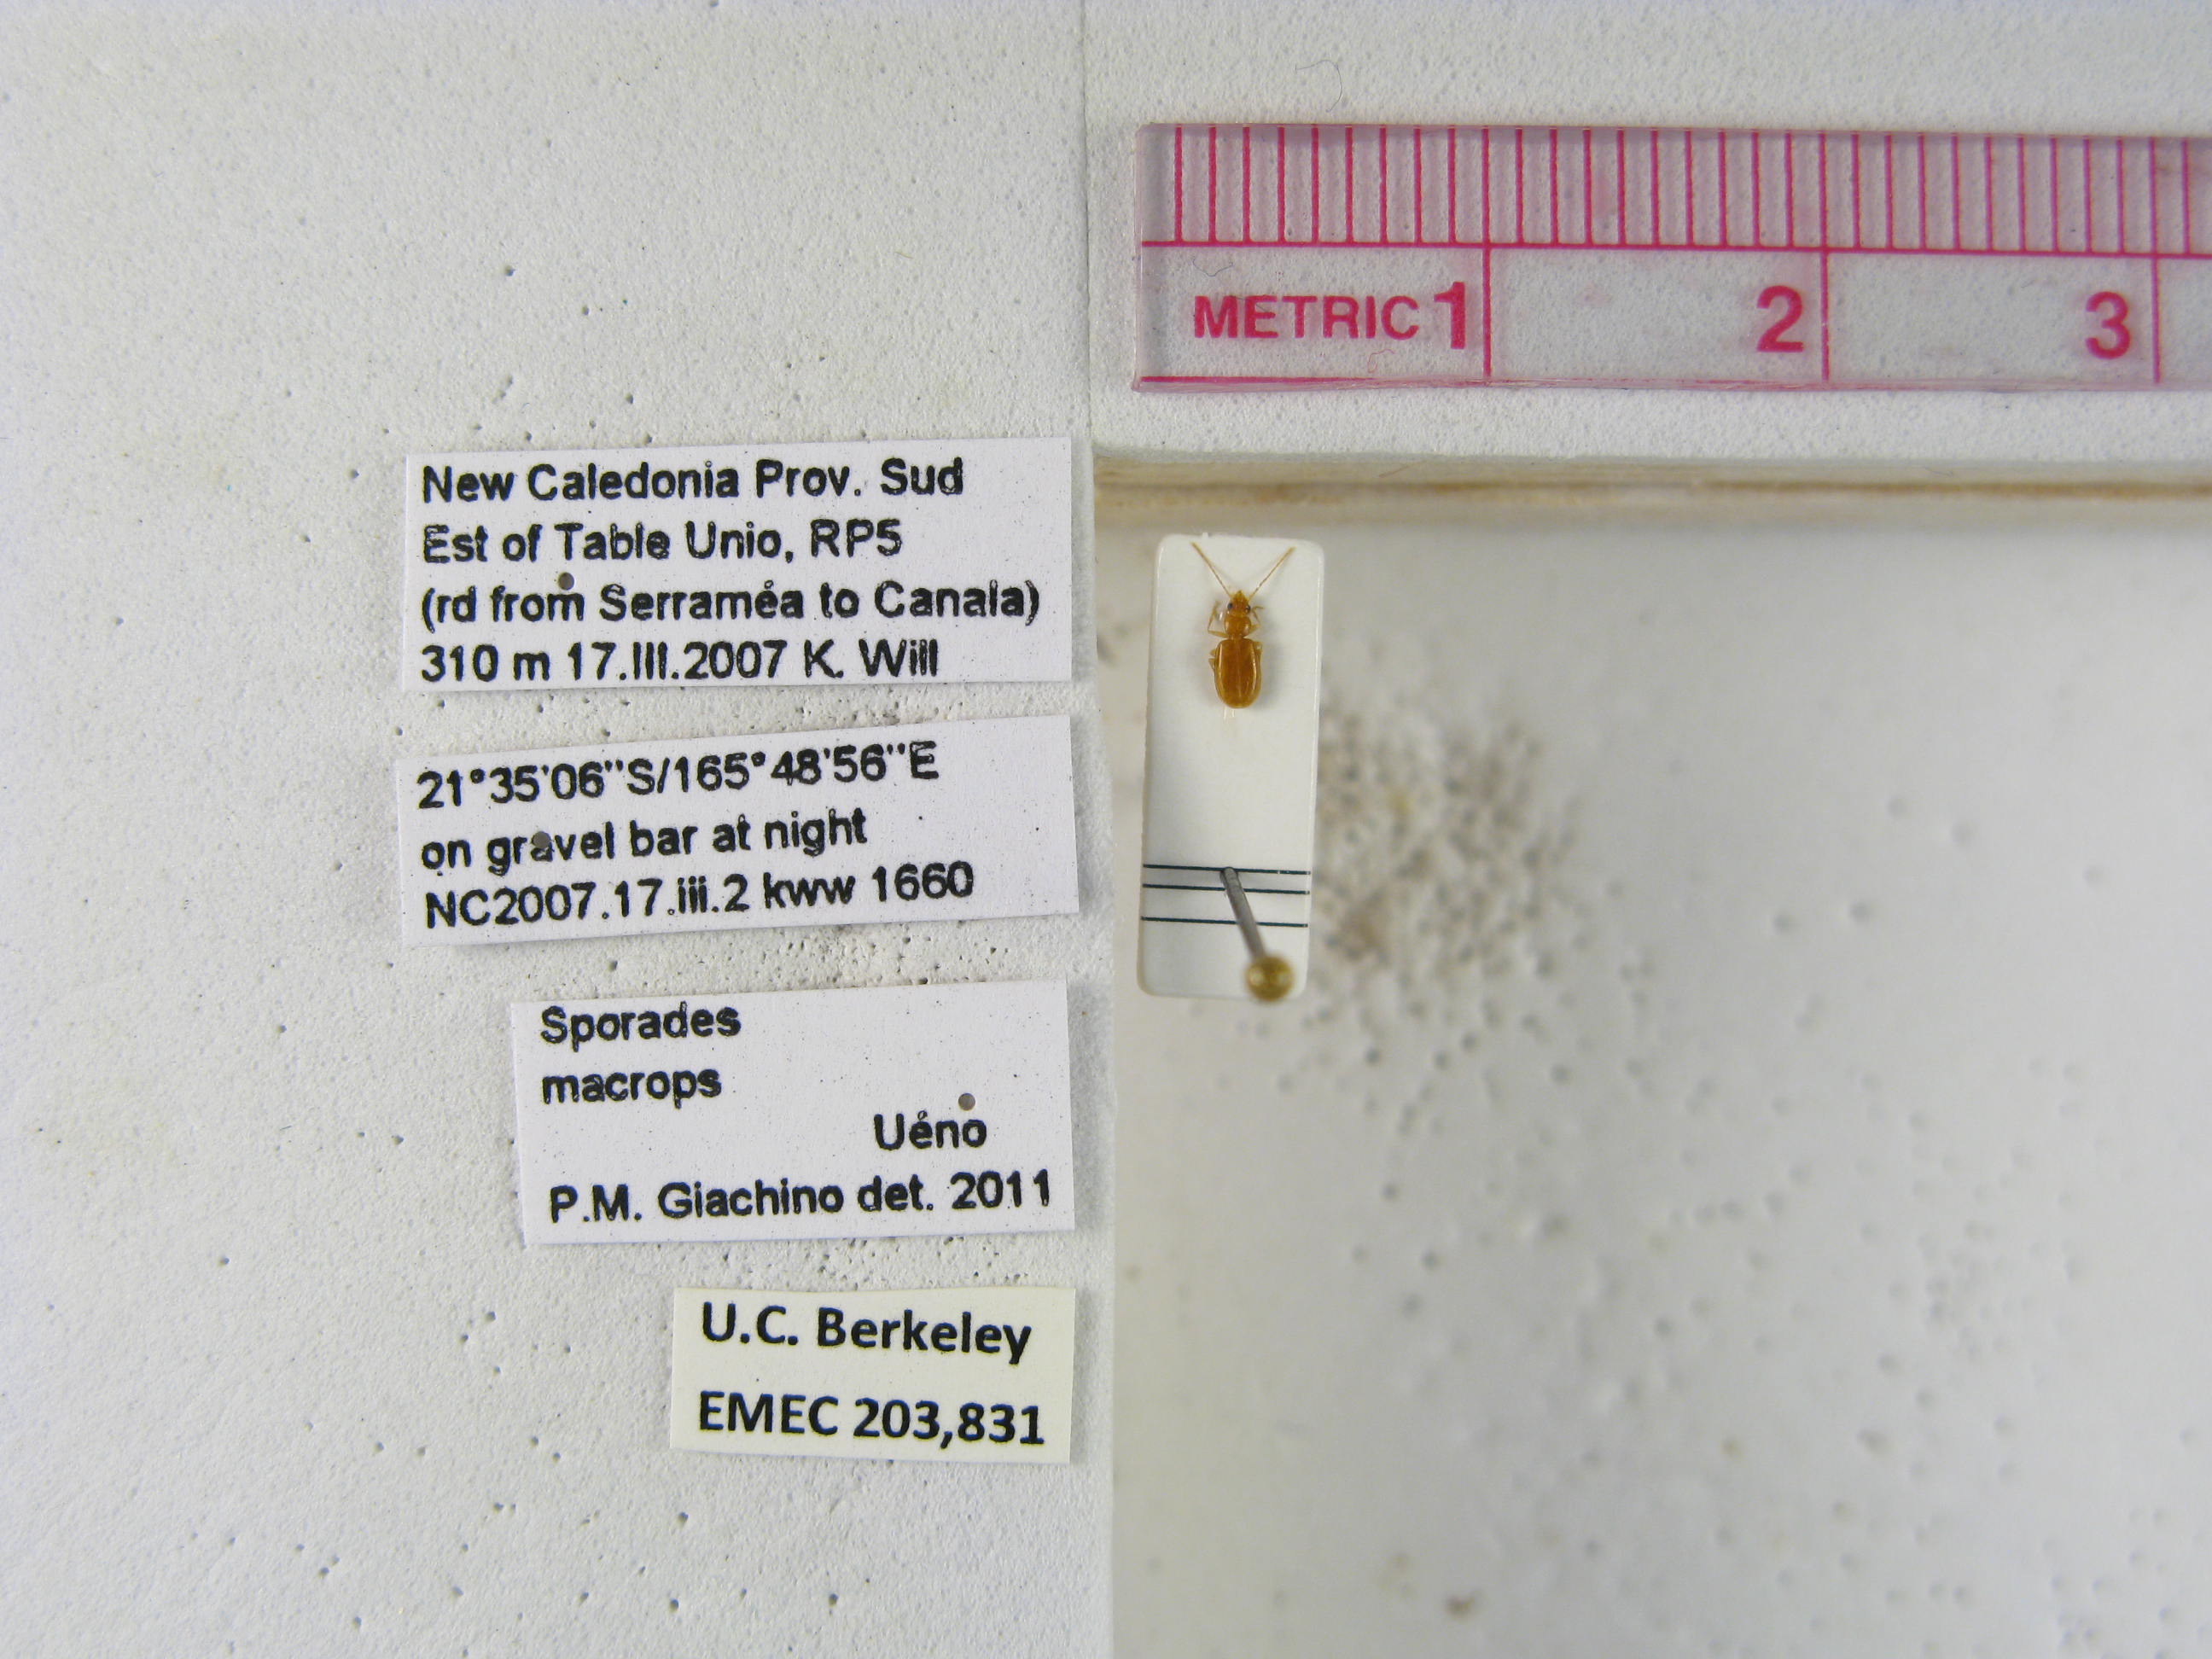 METRIC 1 2 3
New Caledonia Prov. Sud
Est of Table Unio, RP5
(rd from Serraméa to Canala)
310 m 17.III.2007 K. Will
21°35'06"S/165°48'56"E
on gravel bar at night
NC2007.17.iii.2 kww 1660
Sporades
macrops
Uéno
P.M. Giachino det. 2011
U.C. Berkeley
EMEC 203,831